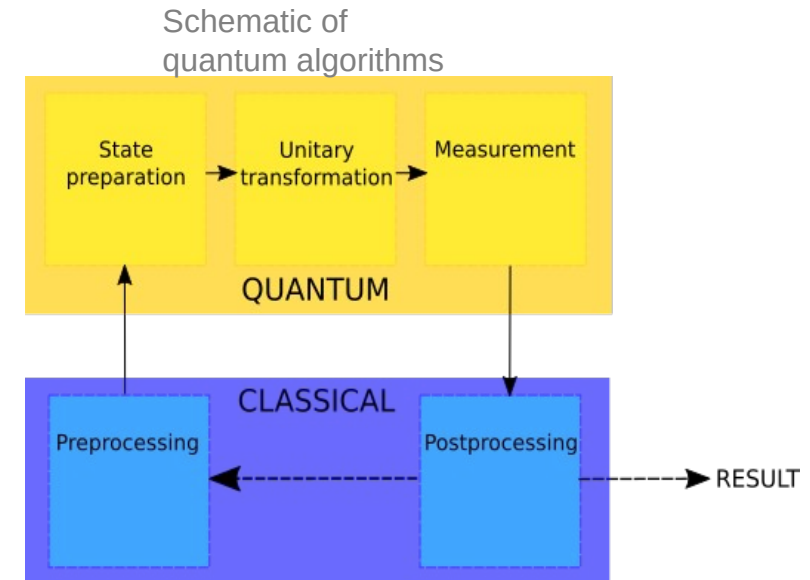 Schematic of
quantum algorithms
State
preparation
Unitary
transformation
Measurement
QUANTUM
CLASSICAL
Preprocessing
Postprocessing
RESULT